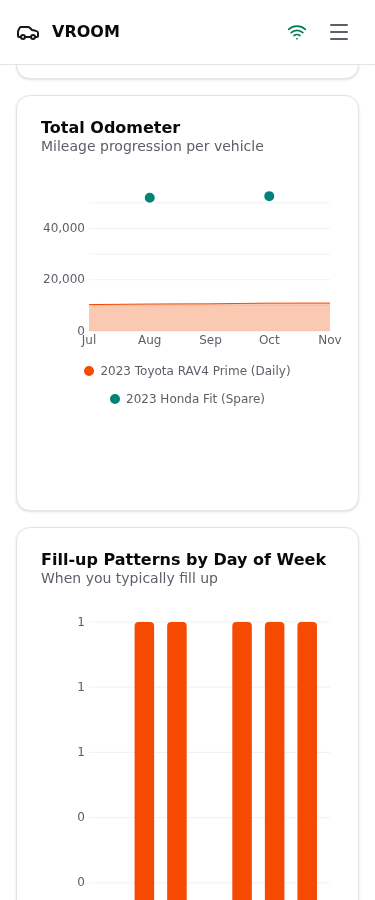 VROOM
Total Odometer
Mileage progression per vehicle
40,000
20,000
0
Jul Aug Sep Oct Nov
2023 Toyota RAV4 Prime (Daily)
2023 Honda Fit (Spare)
Fill-up Patterns by Day of Week
When you typically fill up
1
1
1
0
0